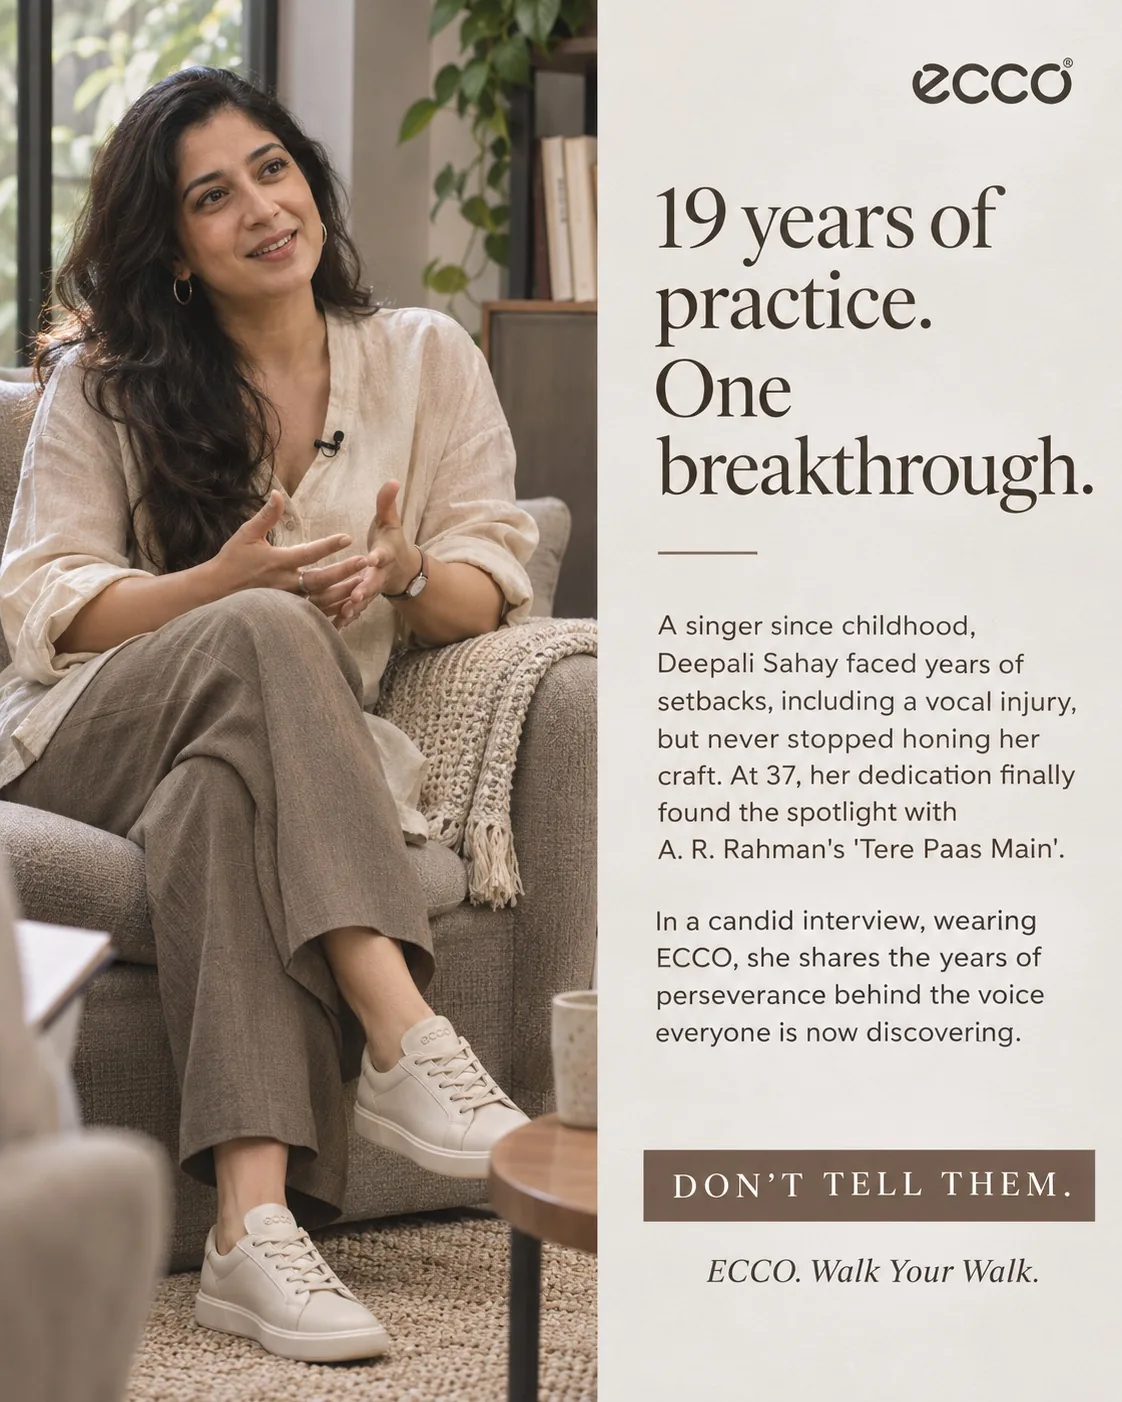 ecco®
19 years of
practice.
One
breakthrough.
A singer since childhood,
Deepali Sahay faced years of
setbacks, including a vocal injury,
but never stopped honing her
craft. At 37, her dedication finally
found the spotlight with
A. R. Rahman's 'Tere Paas Main'.
In a candid interview, wearing
ECCO, she shares the years of
perseverance behind the voice
everyone is now discovering.
DON’T TELL THEM.
ECCO. Walk Your Walk.
ecco
ecco